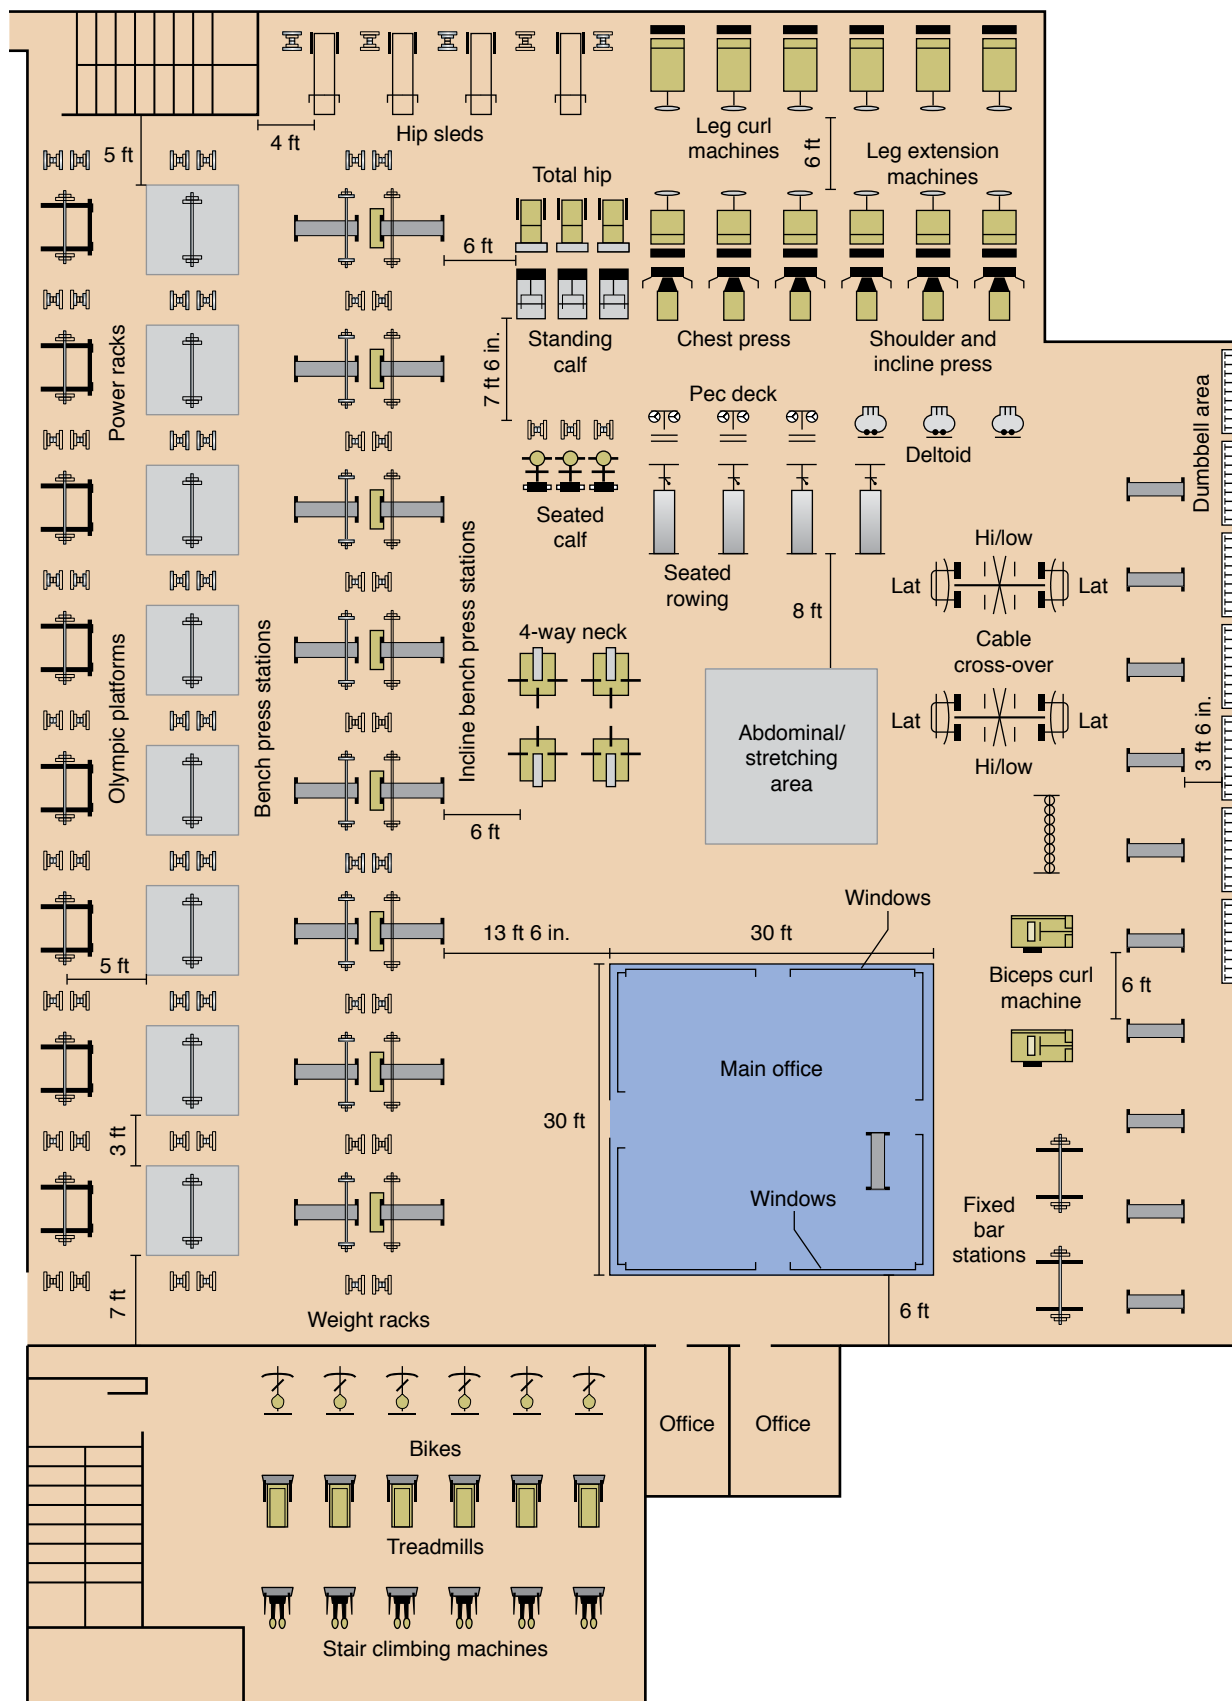 Hip sleds
4 ft
5 ft
Leg curl
machines
6 ft
Leg extension
machines
Total hip
6 ft
Standing
calf
7 ft 6 in.
Chest press
Shoulder and
incline press
Power racks
Pec deck
Deltoid
Dumbbell area
Seated
calf
Seated
rowing
8 ft
Hi/low
Lat
Lat
Cable
cross-over
Lat
Lat
Hi/low
Olympic platforms
Bench press stations
Incline bench press stations
4-way neck
Abdominal/
stretching
area
3 ft 6 in.
6 ft
Windows
13 ft 6 in.
30 ft
5 ft
Biceps curl
machine
6 ft
Main office
30 ft
3 ft
Windows
Fixed
bar
stations
7 ft
6 ft
Weight racks
Bikes
Office
Office
Treadmills
Stair climbing machines